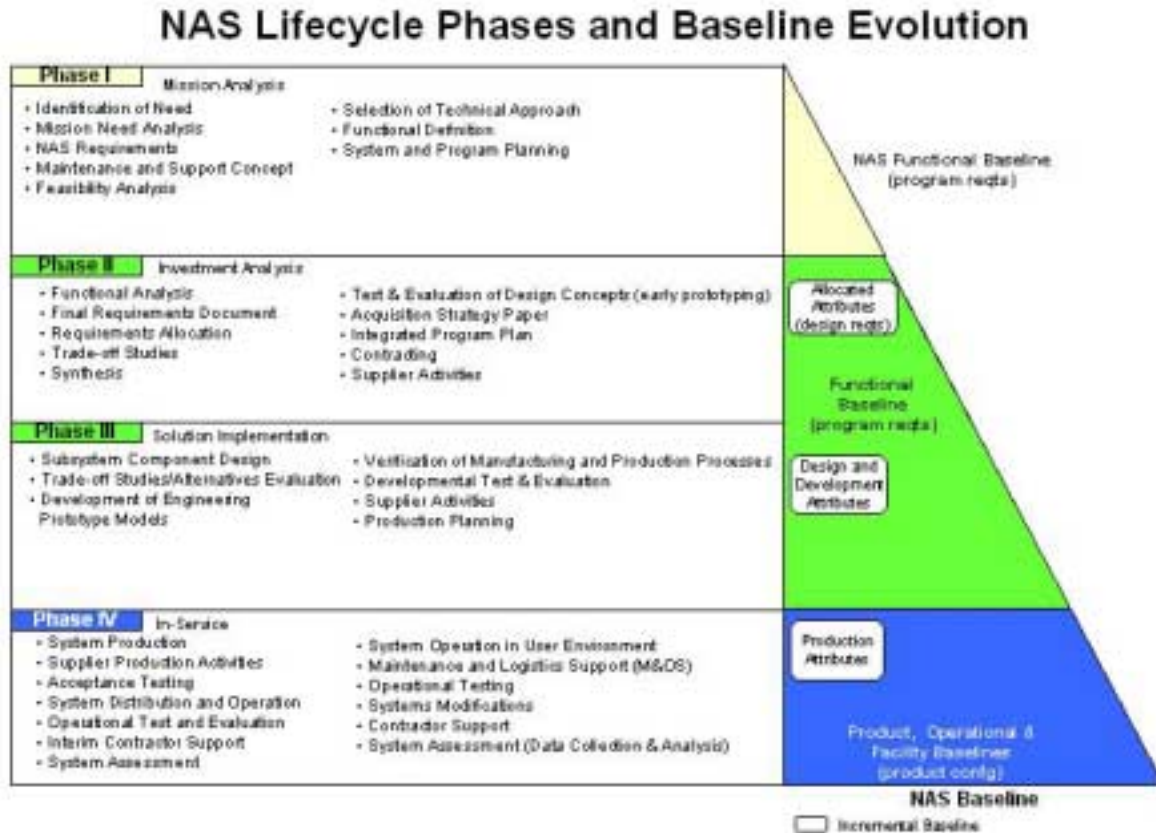 NAS Lifecycle Phases and Baseline Evolution
Phase I
Mission Analysis
• Identification of Need
• Mission Need Analysis
• NAS Requirements
• Maintenance and Support Concept
• Feasibility Analysis
• Selection of Technical Approach
• Functional Definition
• System and Program Planning
NAS Functional Baseline
(program reqts)
Phase II
Investment Analysis
• Functional Analysis
• Final Requirements Document
• Requirements Allocation
• Trade-off Studies
• Synthesis
• Test & Evaluation of Design Concepts (early prototyping)
• Acquisition Strategy Paper
• Integrated Program Plan
• Contracting
• Supplier Activities
Allocated
Attributes
(design reqts)
Functional
Baseline
(program reqts)
Phase III
Solution Implementation
• Subsystem Component Design
• Trade-off Studies/Alternatives Evaluation
• Development of Engineering
Prototype Models
• Verification of Manufacturing and Production Processes
• Developmental Test & Evaluation
• Supplier Activities
• Production Planning
Design and
Development
Attributes
Phase IV
In-Service
• System Production
• Supplier Production Activities
• Acceptance Testing
• System Distribution and Operation
• Operational Test and Evaluation
• Interim Contractor Support
• System Assessment
• System Operation in User Environment
• Maintenance and Logistics Support (M&OS)
• Operational Testing
• Systems Modifications
• Contractor Support
• System Assessment (Data Collection & Analysis)
Production
Attributes
Product, Operational &
Facility Baselines
(product config)
NAS Baseline
Incremental Baseline